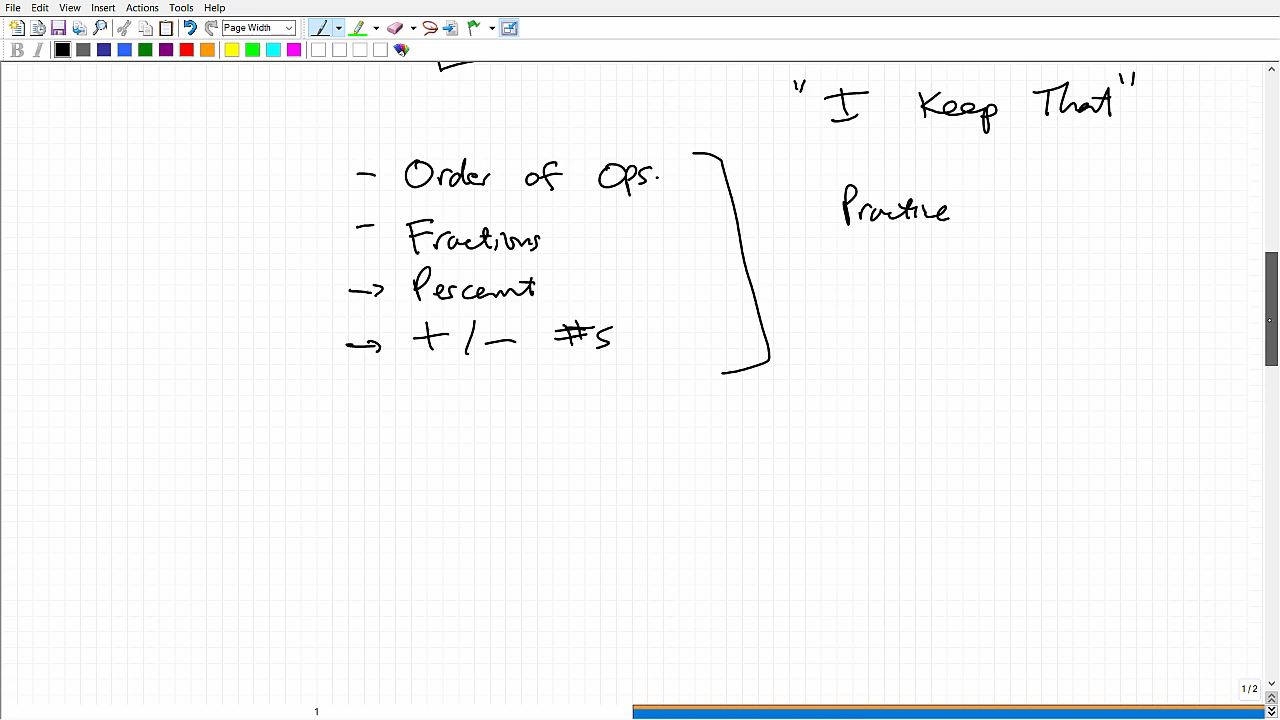 File Edit View Insert Actions Tools Help
Page Width
B I
"I Keep That"
- Order of Ops.
Practice
- Fractions
→ Percent
→ +/- #s
1/2
1